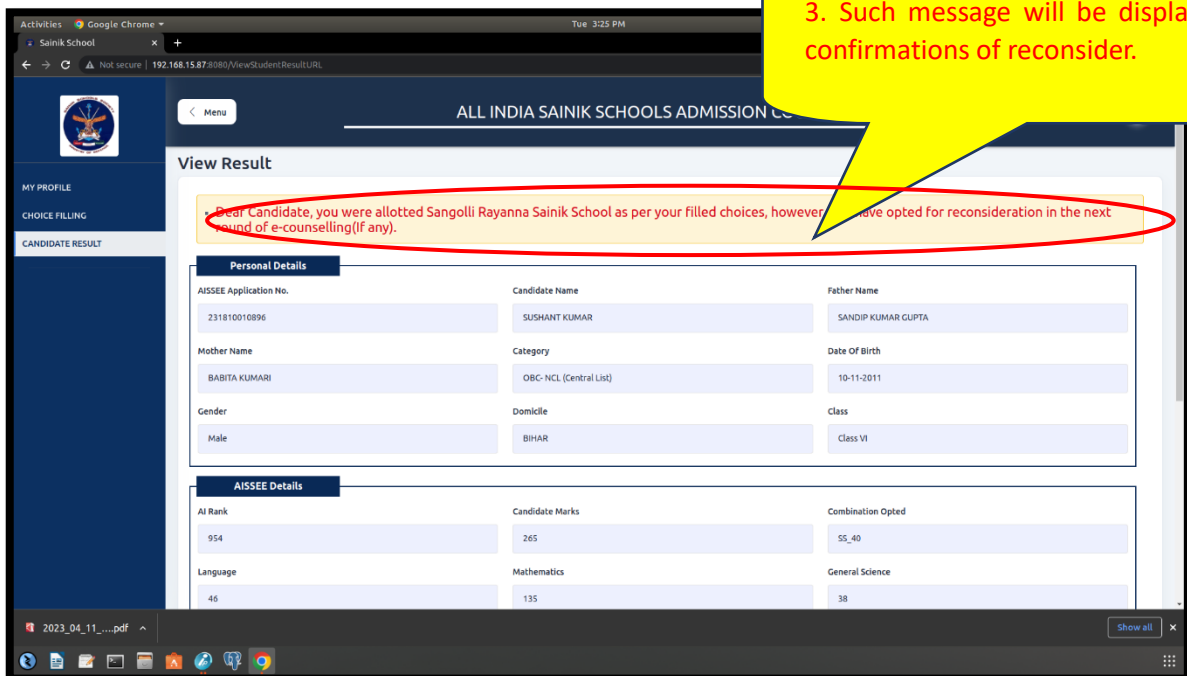 3. Such message will be displa
confirmations of reconsider.
Activities Google Chrome Tue 3:25 PM
Sainik School × +
Not secure | 192.168.15.87:8080/ViewStudentResultURL
Menu
ALL INDIA SAINIK SCHOOLS ADMISSION CO
View Result
MY PROFILE
CHOICE FILLING
CANDIDATE RESULT
Dear Candidate, you were allotted Sangolli Rayanna Sainik School as per your filled choices, however have opted for reconsideration in the next
round of e-counselling(If any).
Personal Details
AISSEE Application No. Candidate Name Father Name
231810010896 SUSHANT KUMAR SANDIP KUMAR GUPTA
Mother Name Category Date Of Birth
BABITA KUMARI OBC- NCL (Central List) 10-11-2011
Gender Domicile Class
Male BIHAR Class VI
AISSEE Details
AI Rank Candidate Marks Combination Opted
954 265 SS_40
Language Mathematics General Science
46 135 38
2023_04_11_....pdf Show all ×